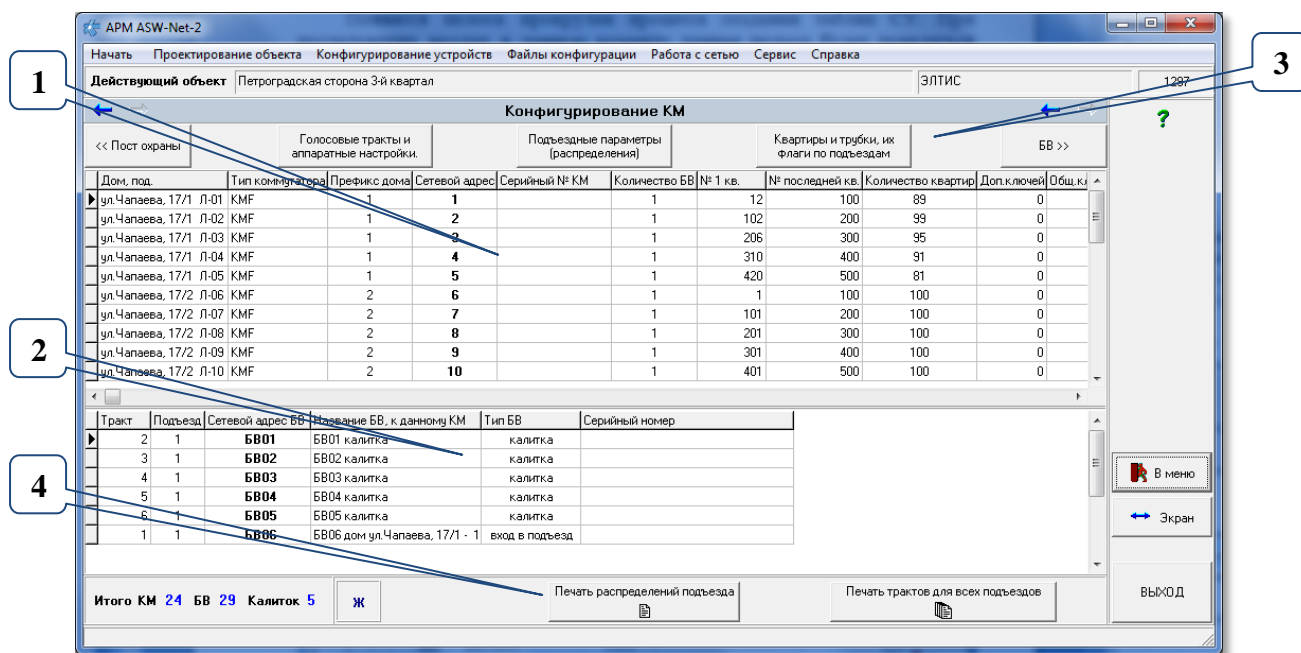 АРМ ASW-Net-2
Начать Проектирование объекта Конфигурирование устройств Файлы конфигурации Работа с сетью Сервис Справка
Действующий объект Петроградская сторона 3-й квартал ЭЛТИС 1297
1
3
Конфигурирование КМ
?
<< Пост охраны
Голосовые тракты и
аппаратные настройки.
Подъездные параметры
(распределения)
Квартиры и трубки, их
флаги по подъездам
БВ >>
Дом, под. Тип коммутатора Префикс дома Сетевой адрес Серийный № КМ Количество БВ № 1 кв. № последней кв. Количество квартир Доп.ключей Общ.кл
ул.Чапаева, 17/1 Л-01 KMF 1 1 1 12 100 89 0
ул.Чапаева, 17/1 Л-02 KMF 1 2 1 102 200 99 0
ул.Чапаева, 17/1 Л-03 KMF 1 3 1 206 300 95 0
ул.Чапаева, 17/1 Л-04 KMF 1 4 1 310 400 91 0
ул.Чапаева, 17/1 Л-05 KMF 1 5 1 420 500 81 0
ул.Чапаева, 17/2 Л-06 KMF 2 6 1 1 100 100 0
ул.Чапаева, 17/2 Л-07 KMF 2 7 1 101 200 100 0
ул.Чапаева, 17/2 Л-08 KMF 2 8 1 201 300 100 0
ул.Чапаева, 17/2 Л-09 KMF 2 9 1 301 400 100 0
ул.Чапаева, 17/2 Л-10 KMF 2 10 1 401 500 100 0
2
Тракт Подъезд Сетевой адрес БВ Название БВ, к данному КМ Тип БВ Серийный номер
2 1 БВ01 БВ01 калитка калитка
3 1 БВ02 БВ02 калитка калитка
4 1 БВ03 БВ03 калитка калитка
5 1 БВ04 БВ04 калитка калитка
6 1 БВ05 БВ05 калитка калитка
1 1 БВ06 БВ06 дом ул.Чапаева, 17/1 - 1 вход в подъезд
4
В меню
Экран
Итого КМ 24 БВ 29 Калиток 5
Ж
Печать распределений подъезда
Печать трактов для всех подъездов
ВЫХОД